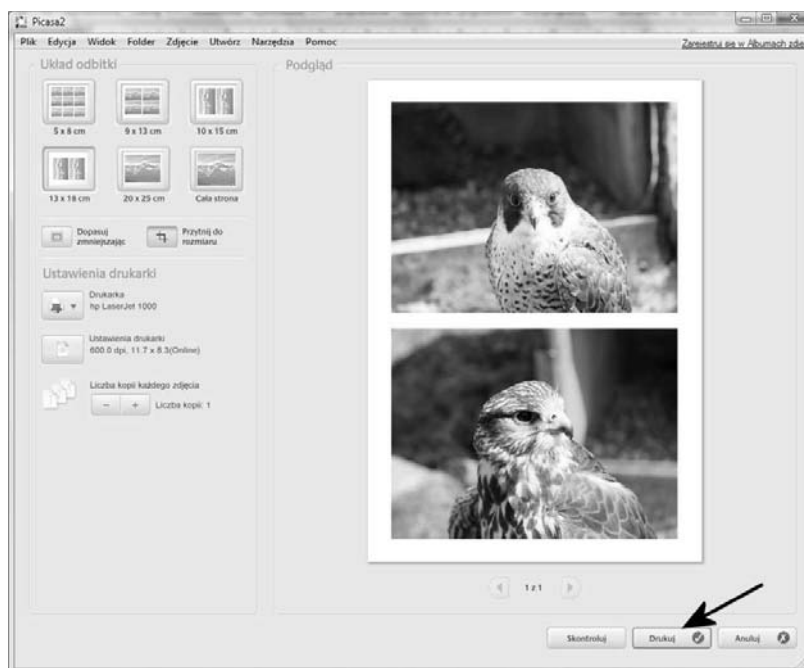 Picasa2
Plik Edycja Widok Folder Zdjęcie Utwórz Narzędzia Pomoc
Zarejestruj się w Albumach zdję
Układ odbitki
Podgląd
5 x 8 cm
9 x 13 cm
10 x 15 cm
13 x 18 cm
20 x 25 cm
Cała strona
Dopasuj
zmniejszając
Przytnij do
rozmiaru
Ustawienia drukarki
Drukarka
hp LaserJet 1000
Ustawienia drukarki
600.0 dpi, 11.7 x 8.3(Online)
Liczba kopii każdego zdjęcia
− + Liczba kopii: 1
1 z 1
Skontroluj Drukuj Anuluj